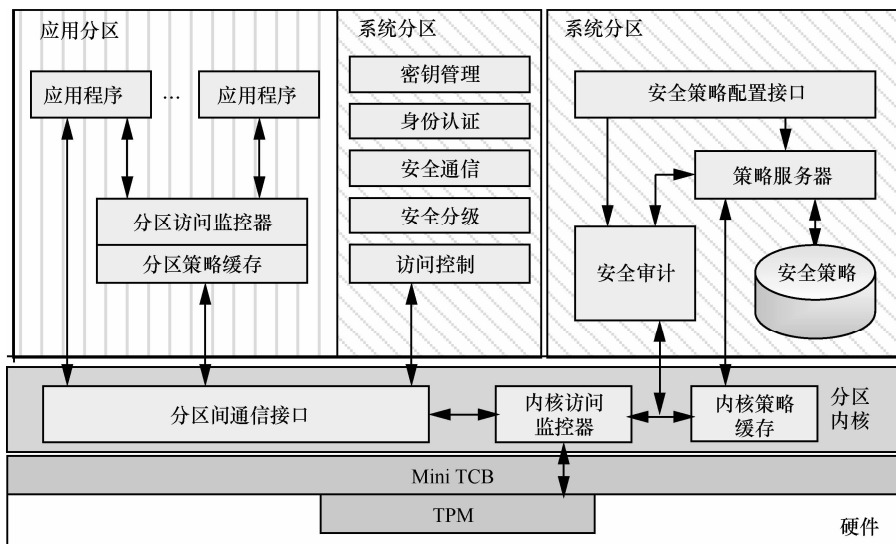 应用分区
应用程序
…
应用程序
分区访问监控器
分区策略缓存
系统分区
密钥管理
身份认证
安全通信
安全分级
访问控制
系统分区
安全策略配置接口
策略服务器
安全审计
安全策略
分区间通信接口
内核访问
监控器
内核策略
缓存
分区
内核
Mini TCB
TPM
硬件